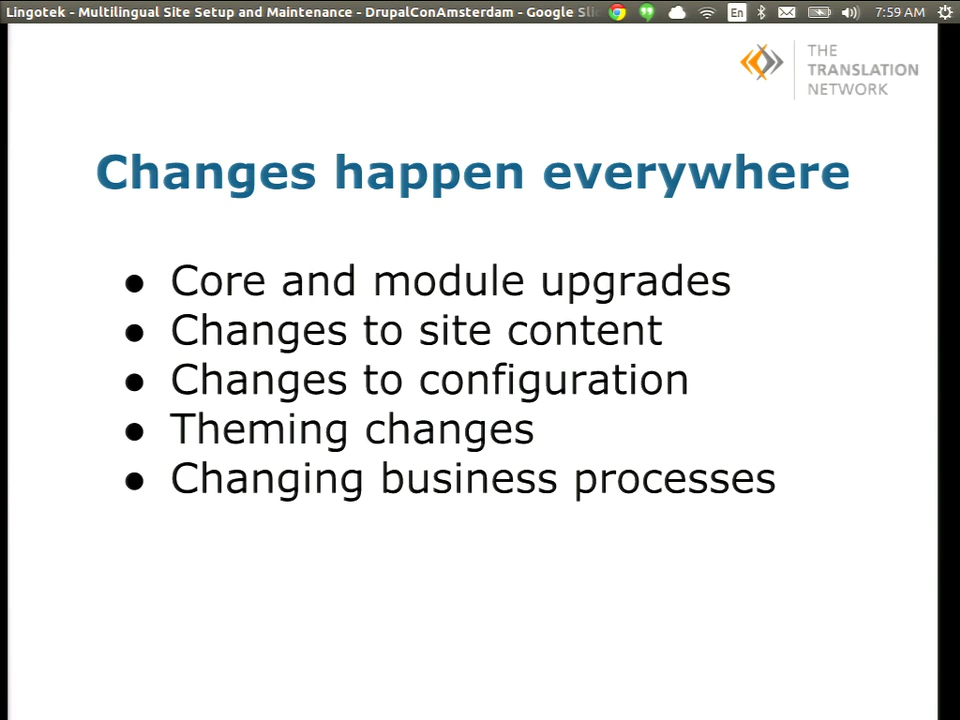 Lingotek - Multilingual Site Setup and Maintenance - DrupalConAmsterdam - Google Sli
En
7:59 AM
THE
TRANSLATION
NETWORK
Changes happen everywhere
● Core and module upgrades
● Changes to site content
● Changes to configuration
● Theming changes
● Changing business processes